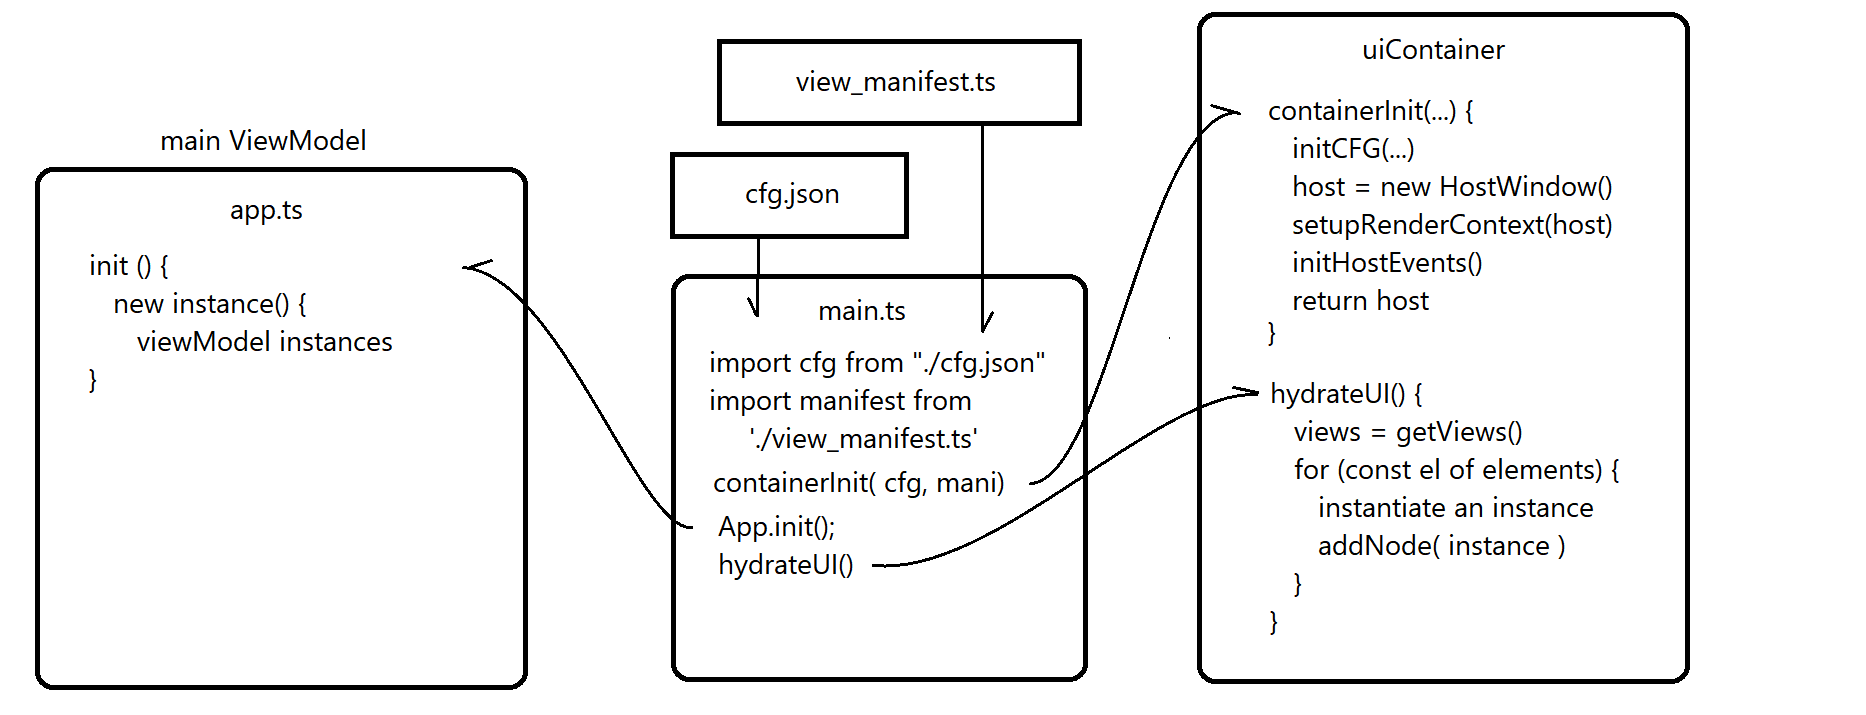 main ViewModel
app.ts
init () {
new instance() {
viewModel instances
}
view_manifest.ts
cfg.json
main.ts
import cfg from "./cfg.json"
import manifest from
'./view_manifest.ts'
containerInit( cfg, mani)
App.init();
hydrateUI()
uiContainer
containerInit(...) {
initCFG(...)
host = new HostWindow()
setupRenderContext(host)
initHostEvents()
return host
}
hydrateUI() {
views = getViews()
for (const el of elements) {
instantiate an instance
addNode( instance )
}
}